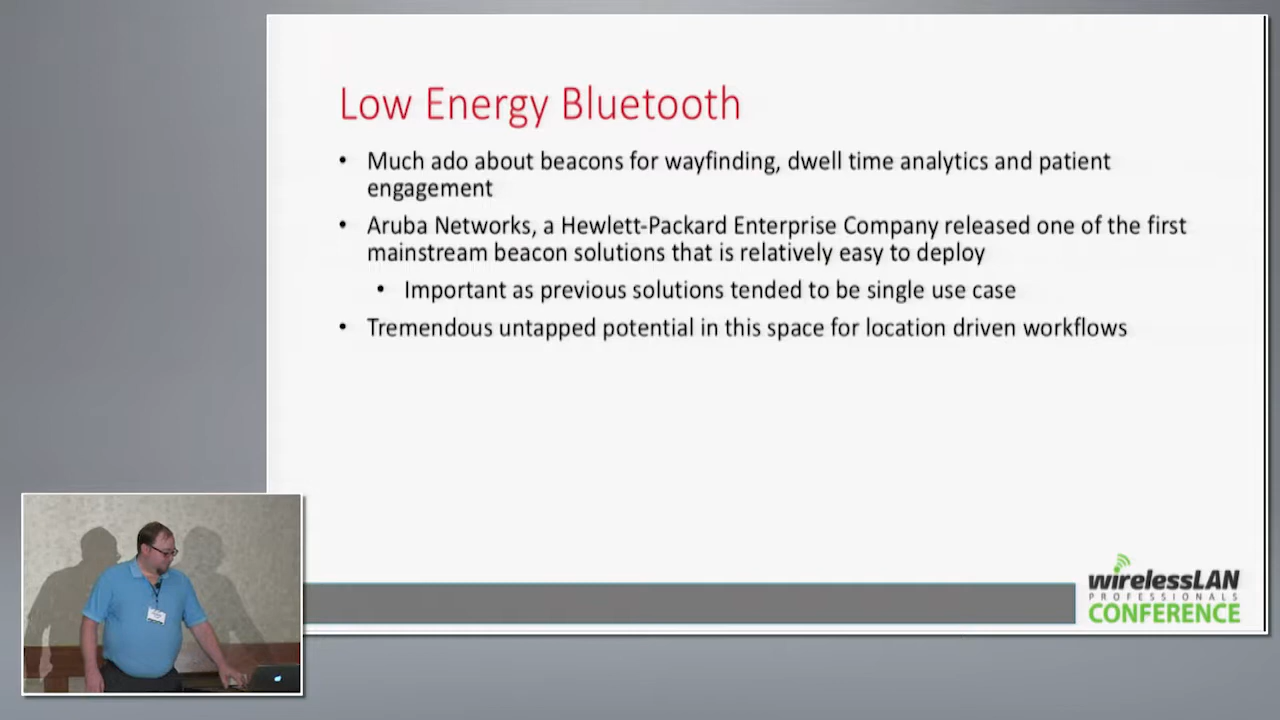 Low Energy Bluetooth
• Much ado about beacons for wayfinding, dwell time analytics and patient
engagement
• Aruba Networks, a Hewlett-Packard Enterprise Company released one of the first
mainstream beacon solutions that is relatively easy to deploy
• Important as previous solutions tended to be single use case
• Tremendous untapped potential in this space for location driven workflows
wirelessLAN
PROFESSIONALS
CONFERENCE